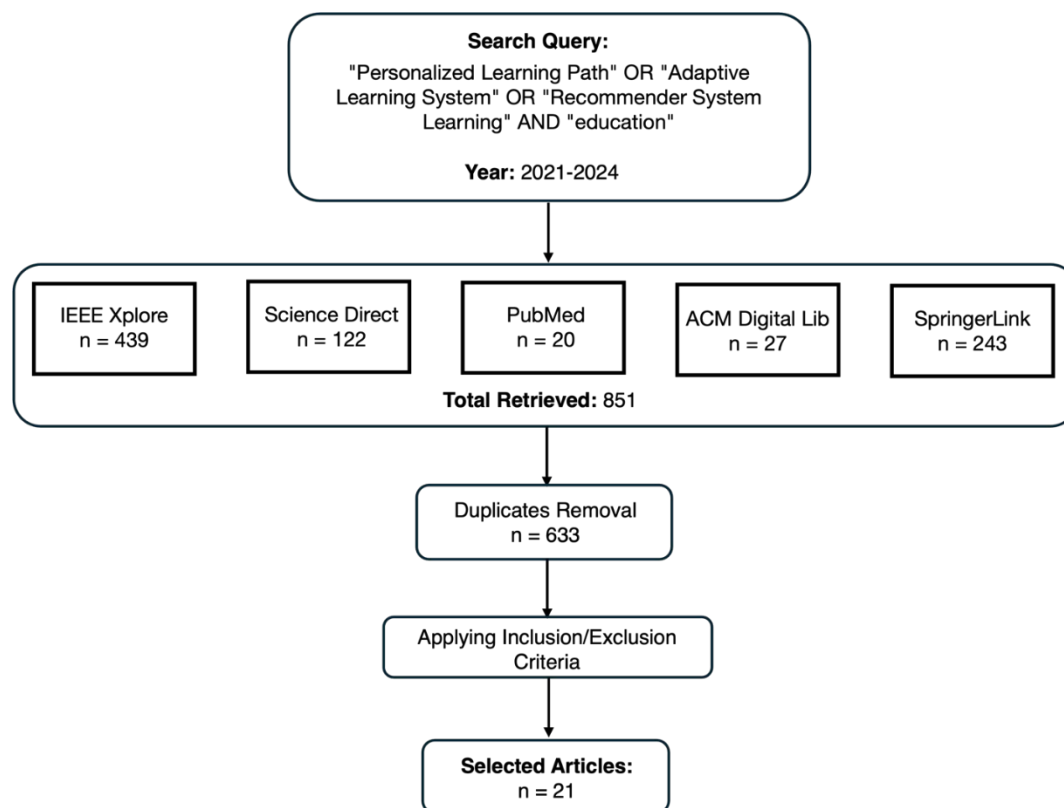 Search Query:
"Personalized Learning Path" OR "Adaptive
Learning System" OR "Recommender System
Learning" AND "education"
Year: 2021-2024
IEEE Xplore
n = 439
Science Direct
n = 122
PubMed
n = 20
ACM Digital Lib
n = 27
SpringerLink
n = 243
Total Retrieved: 851
Duplicates Removal
n = 633
Applying Inclusion/Exclusion
Criteria
Selected Articles:
n = 21